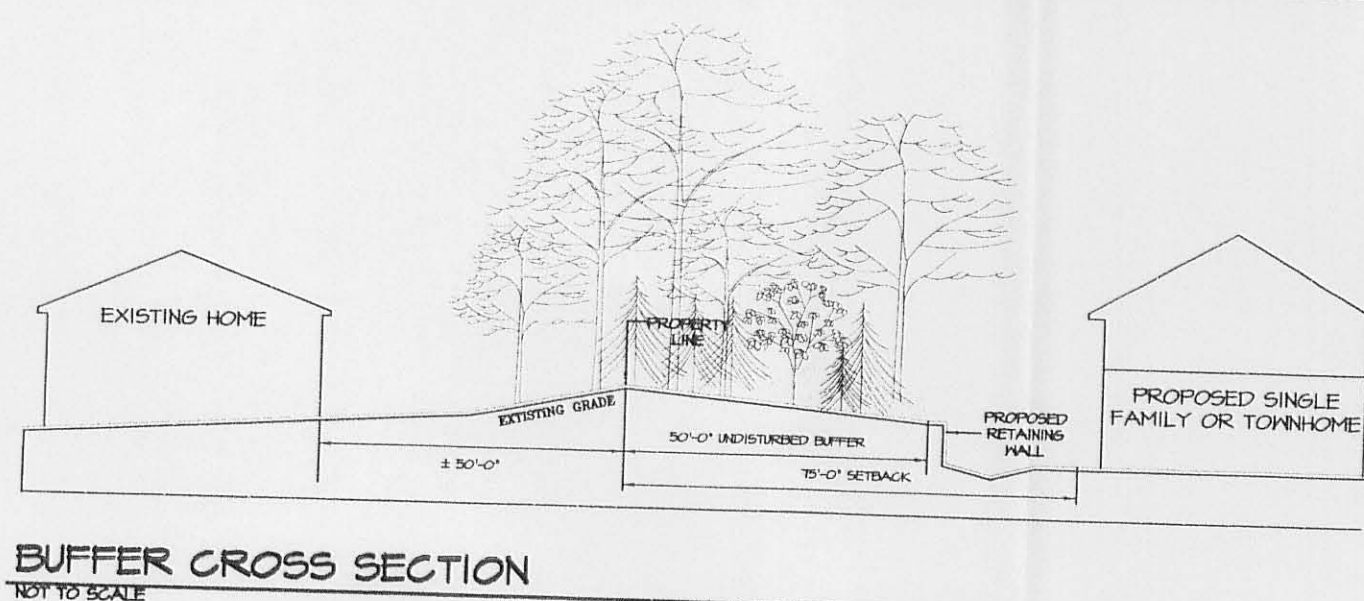 EXISTING HOME
PROPERTY
LINE
EXTISTING GRADE
50'-0" UNDISTURBED BUFFER
± 50'-0"
75'-0" SETBACK
PROPOSED
RETAINING
WALL
PROPOSED SINGLE
FAMILY OR TOWNHOME
BUFFER CROSS SECTION
NOT TO SCALE